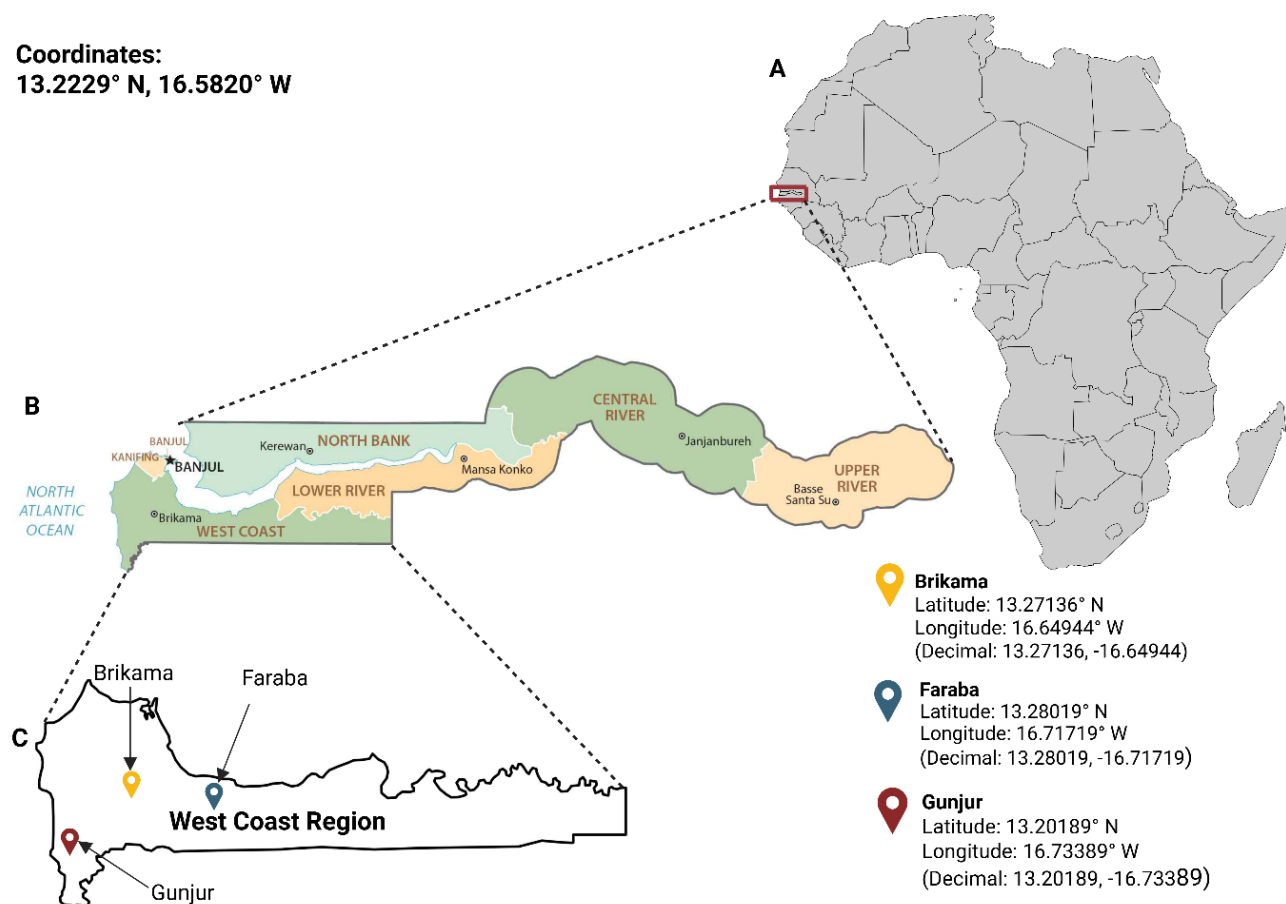 Coordinates:
13.2229° N, 16.5820° W
A
B
BANJUL
KANIFING
BANJUL
Kerewan
NORTH BANK
CENTRAL
RIVER
Janjanbureh
Mansa Konko
LOWER RIVER
UPPER
RIVER
Basse
Santa Su
NORTH
ATLANTIC
OCEAN
Brikama
WEST COAST
Brikama
Latitude: 13.27136° N
Longitude: 16.64944° W
(Decimal: 13.27136, -16.64944)
Faraba
Latitude: 13.28019° N
Longitude: 16.71719° W
(Decimal: 13.28019, -16.71719)
Gunjur
Latitude: 13.20189° N
Longitude: 16.73389° W
(Decimal: 13.20189, -16.73389)
C
Brikama
Faraba
West Coast Region
Gunjur